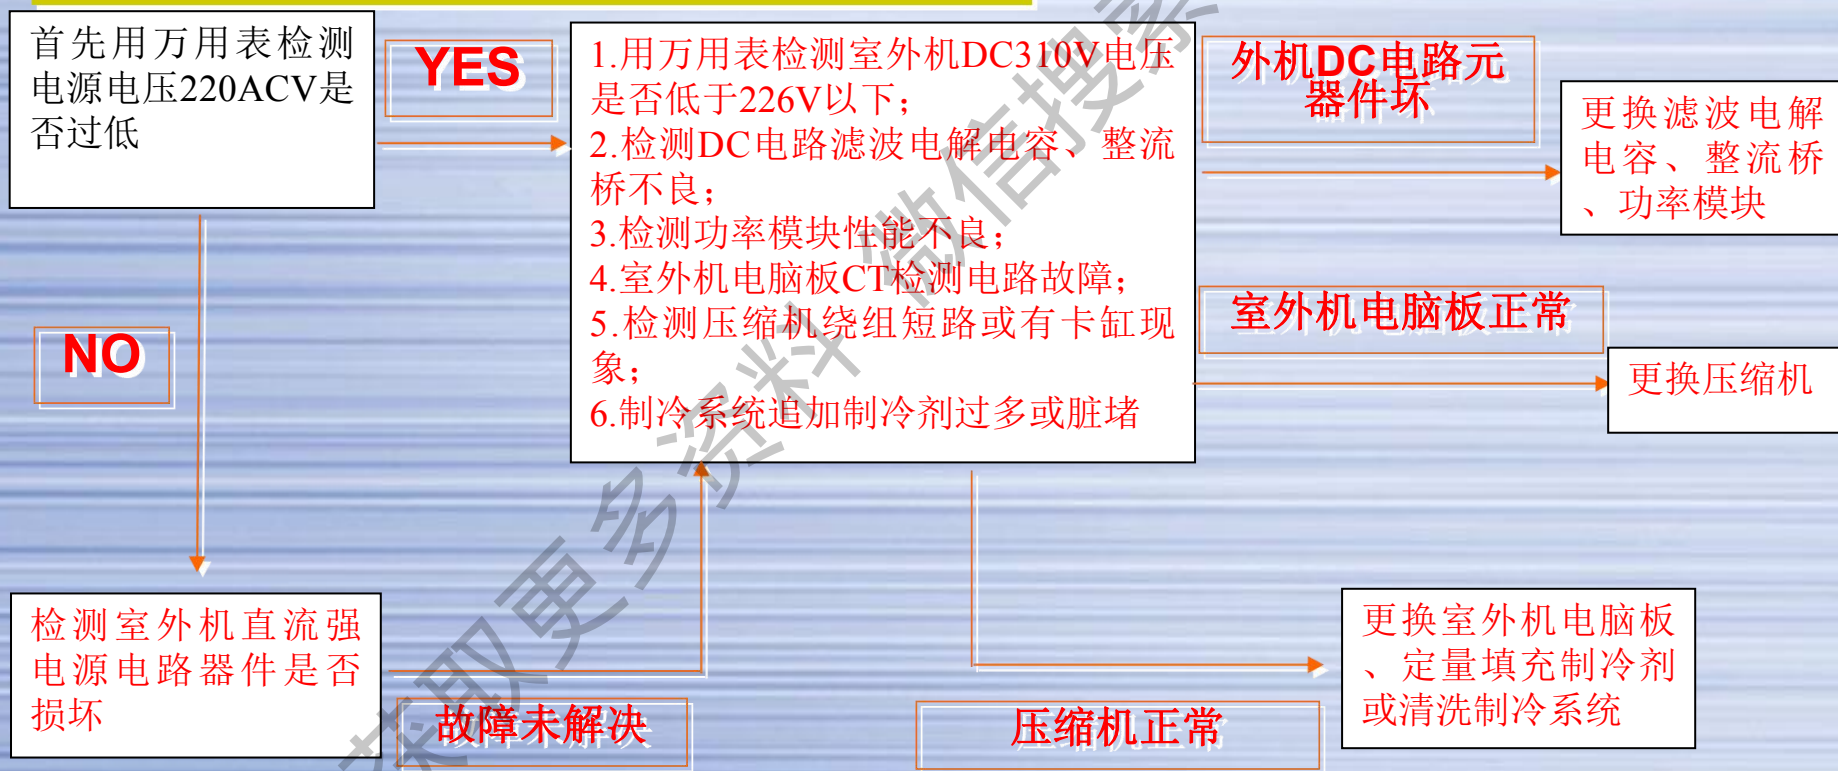 首先用万用表检测
电源电压220ACV是
否过低
YES
1.用万用表检测室外机DC310V电压
是否低于226V以下；
2.检测DC电路滤波电解电容、整流
桥不良；
3.检测功率模块性能不良；
4.室外机电脑板CT检测电路故障；
5.检测压缩机绕组短路或有卡缸现
象；
6.制冷系统追加制冷剂过多或脏堵
外机DC电路元
器件坏
更换滤波电解
电容、整流桥
、功率模块
室外机电脑板正常
更换压缩机
NO
检测室外机直流强
电源电路器件是否
损坏
故障未解决
压缩机正常
更换室外机电脑板
、定量填充制冷剂
或清洗制冷系统
获取更多资料 微信搜索